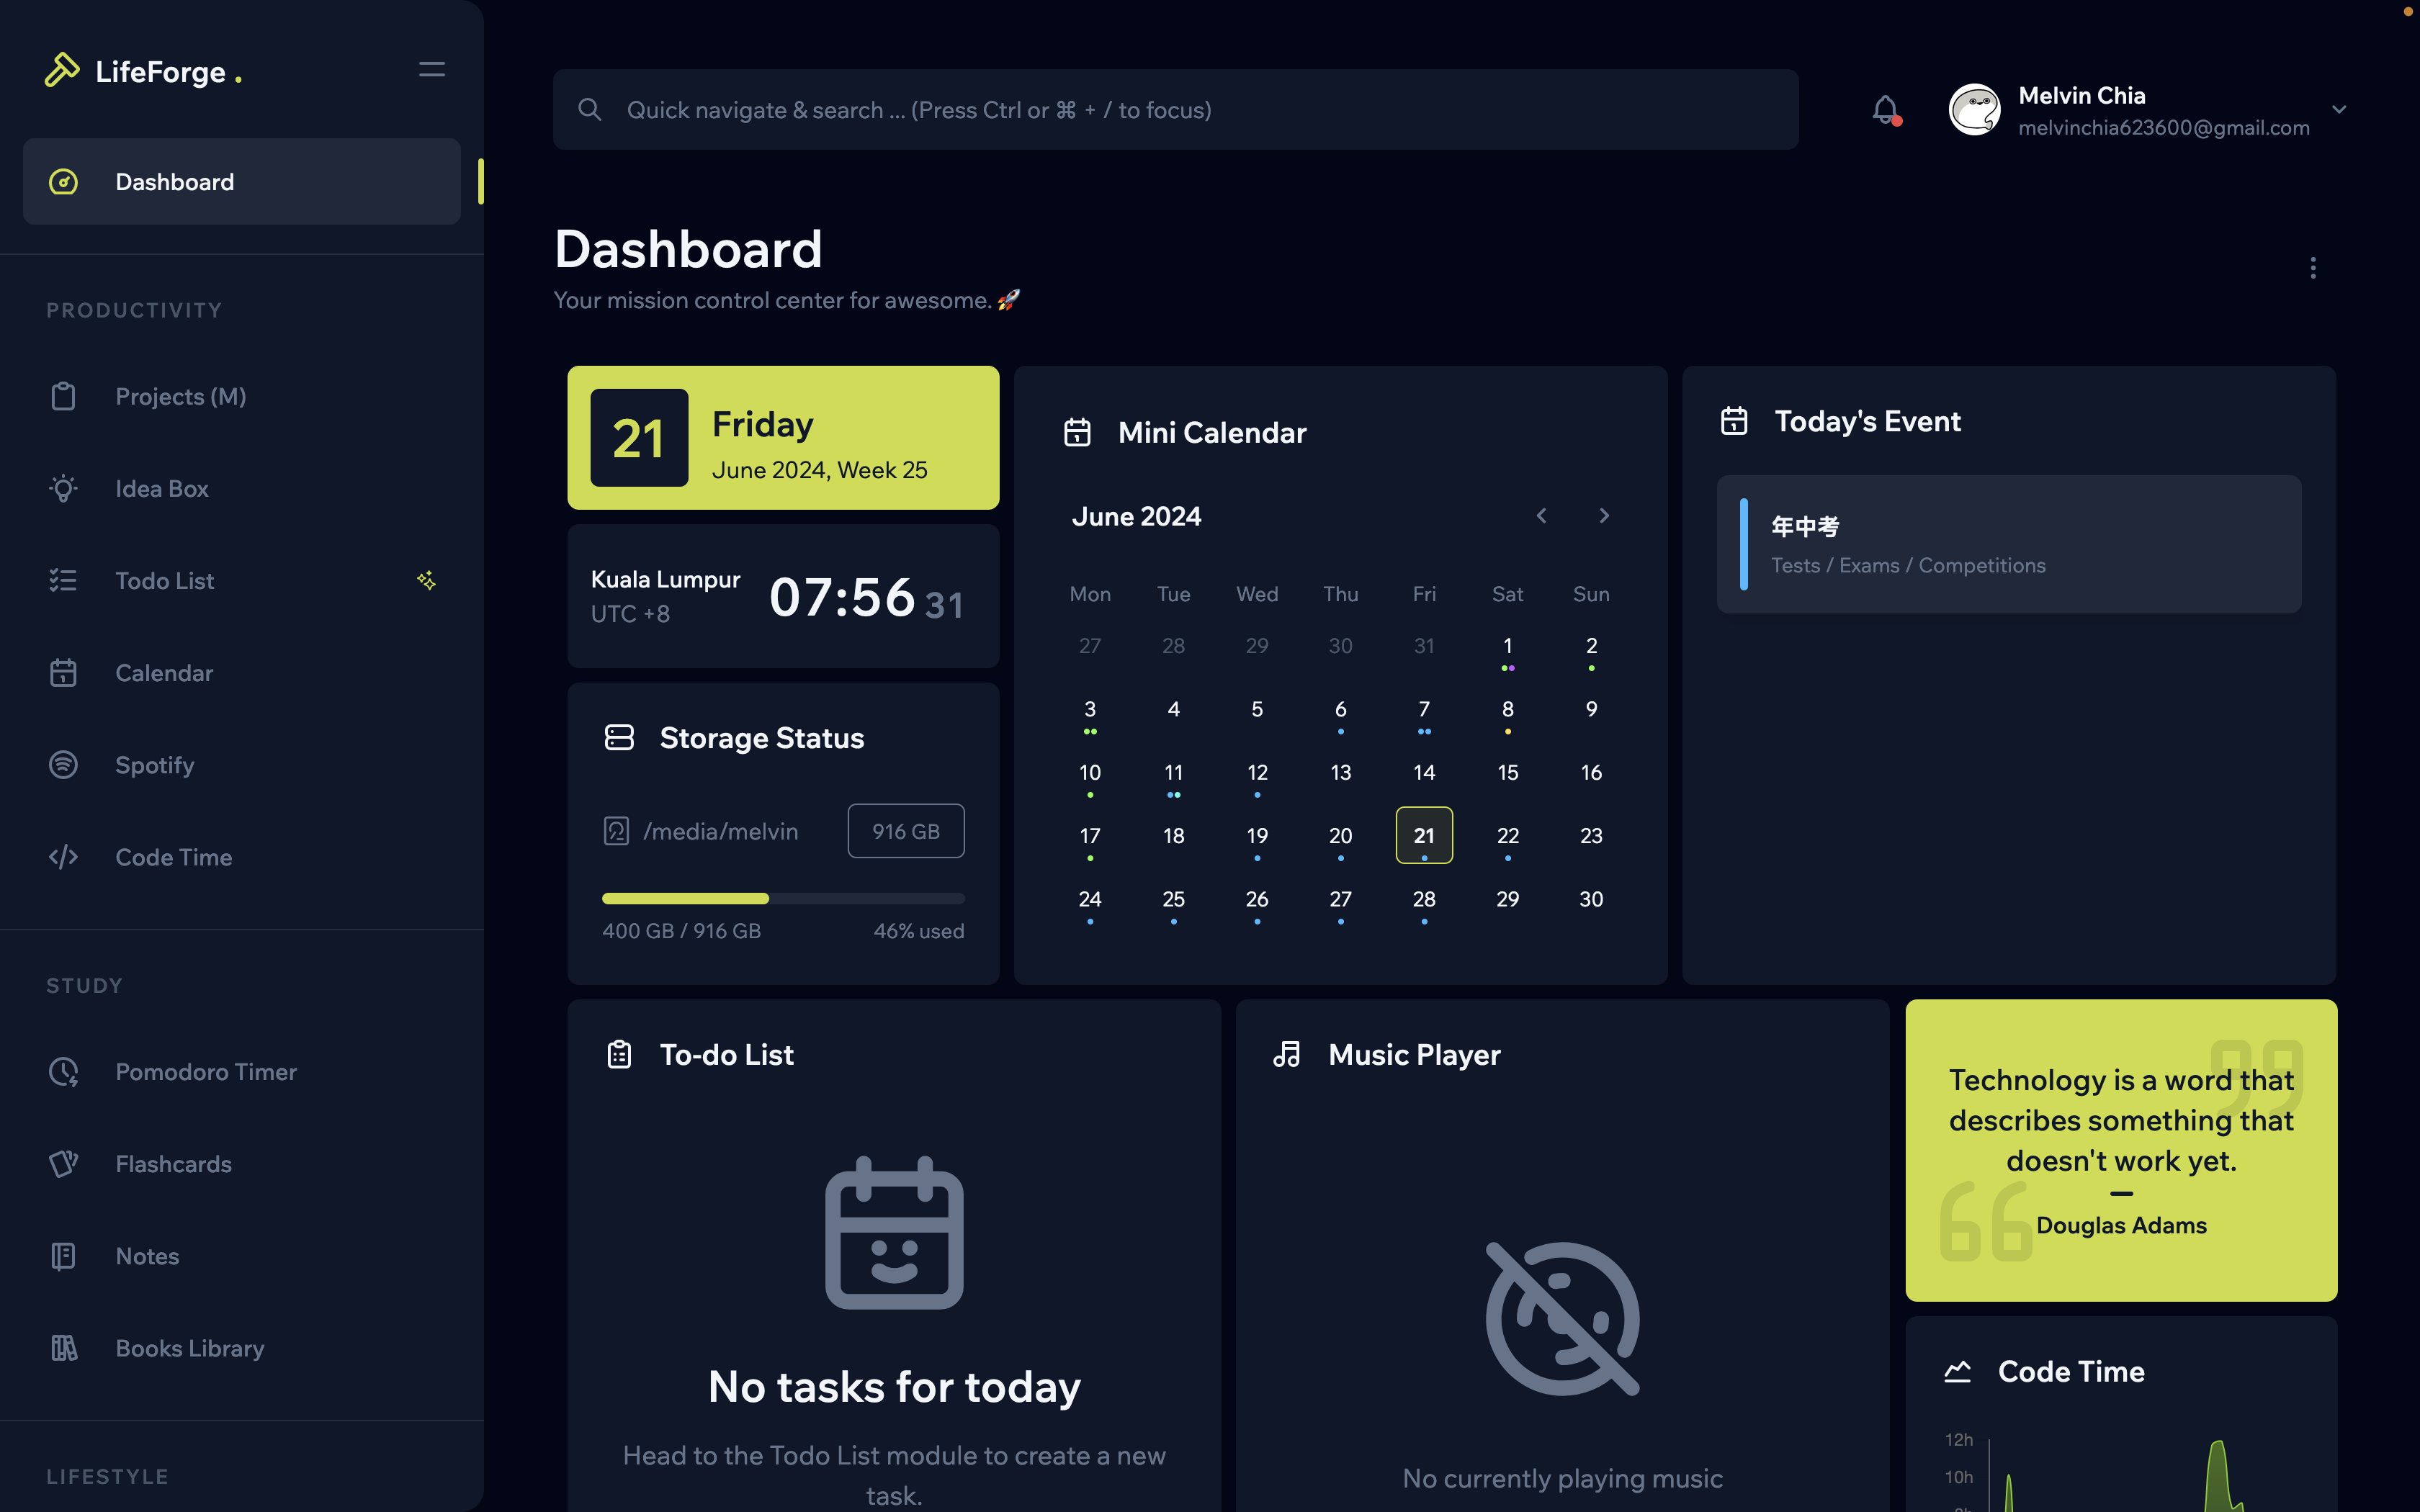 LifeForge .
Dashboard
PRODUCTIVITY
Projects (M)
Idea Box
Todo List
Calendar
Spotify
Code Time
STUDY
Pomodoro Timer
Flashcards
Notes
Books Library
LIFESTYLE
Quick navigate & search ... (Press Ctrl or ⌘ + / to focus)
Melvin Chia
melvinchia623600@gmail.com
Dashboard
Your mission control center for awesome. 🚀
21
Friday
June 2024, Week 25
Kuala Lumpur
UTC +8
07:56 31
Storage Status
/media/melvin
916 GB
400 GB / 916 GB 46% used
Mini Calendar
June 2024
Mon Tue Wed Thu Fri Sat Sun
27 28 29 30 31 1 2
3 4 5 6 7 8 9
10 11 12 13 14 15 16
17 18 19 20 21 22 23
24 25 26 27 28 29 30
Today's Event
年中考
Tests / Exams / Competitions
To-do List
No tasks for today
Head to the Todo List module to create a new
task.
Music Player
No currently playing music
Technology is a word that
describes something that
doesn't work yet.
Douglas Adams
Code Time
12h
10h